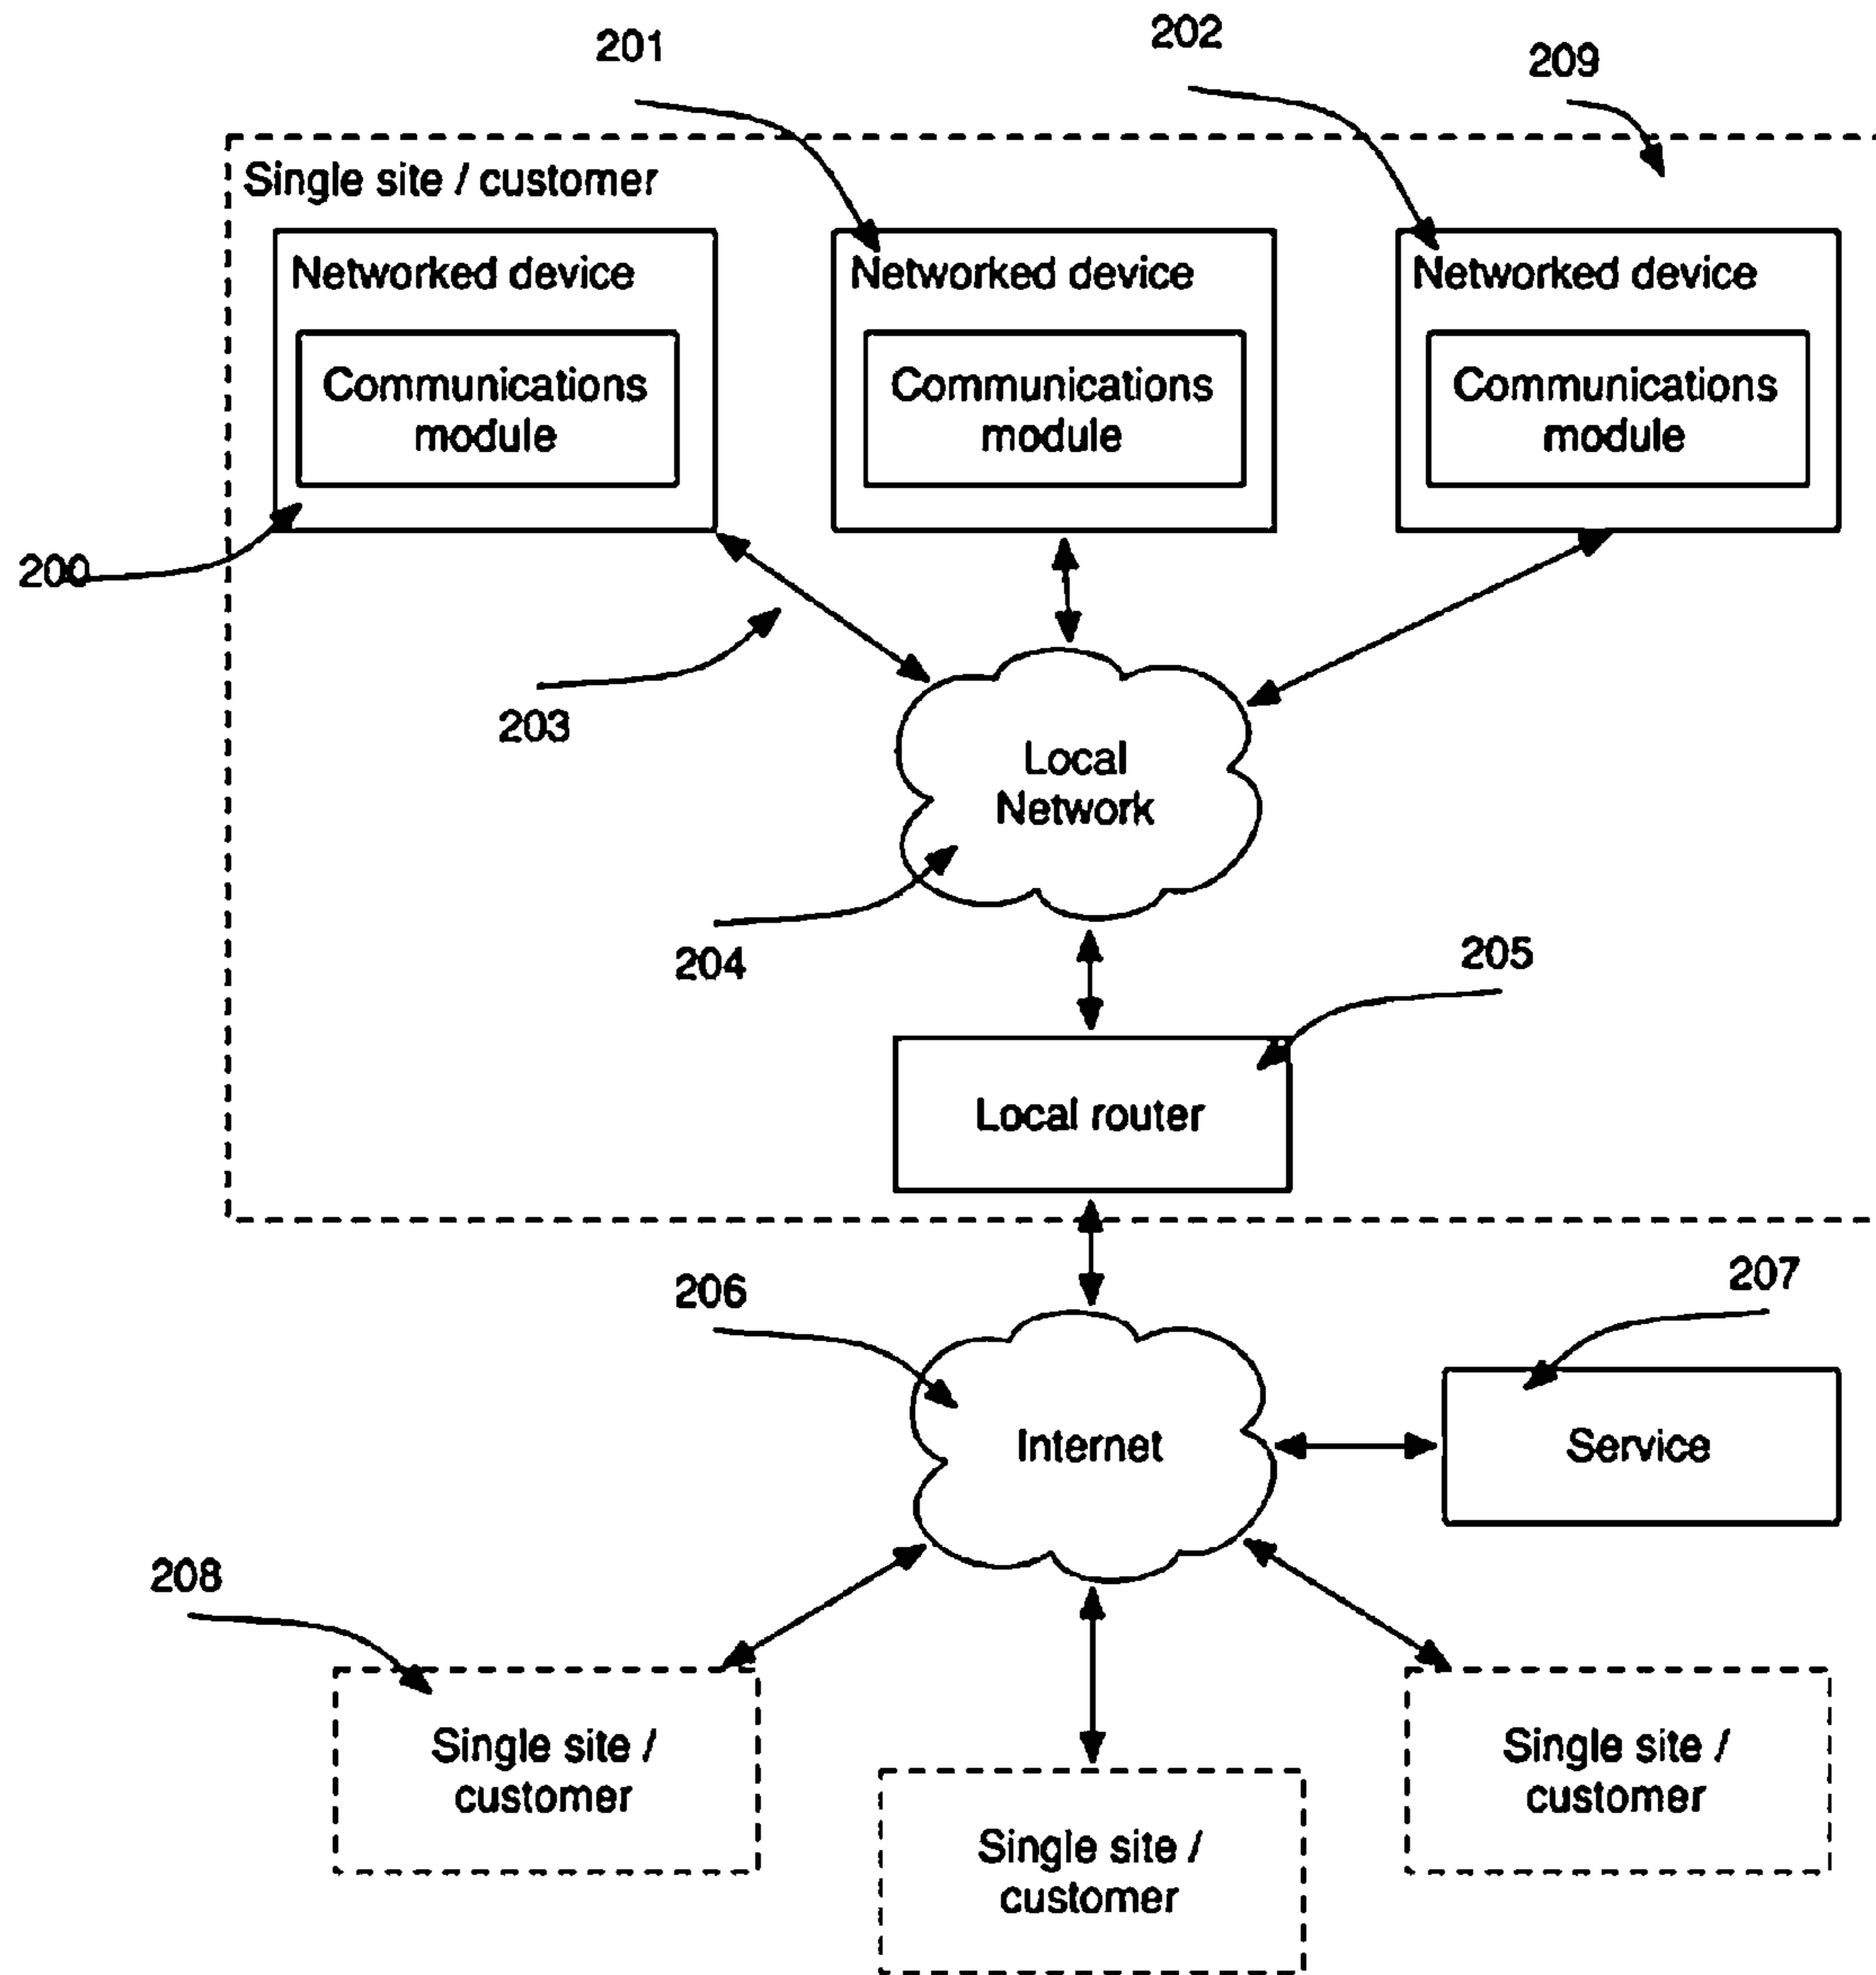 201
202
209
Single site / customer
Networked device
Communications
module
Networked device
Communications
module
Networked device
Communications
module
200
203
Local
Network
204
205
Local router
206
207
Internet
Service
208
Single site /
customer
Single site /
customer
Single site /
customer